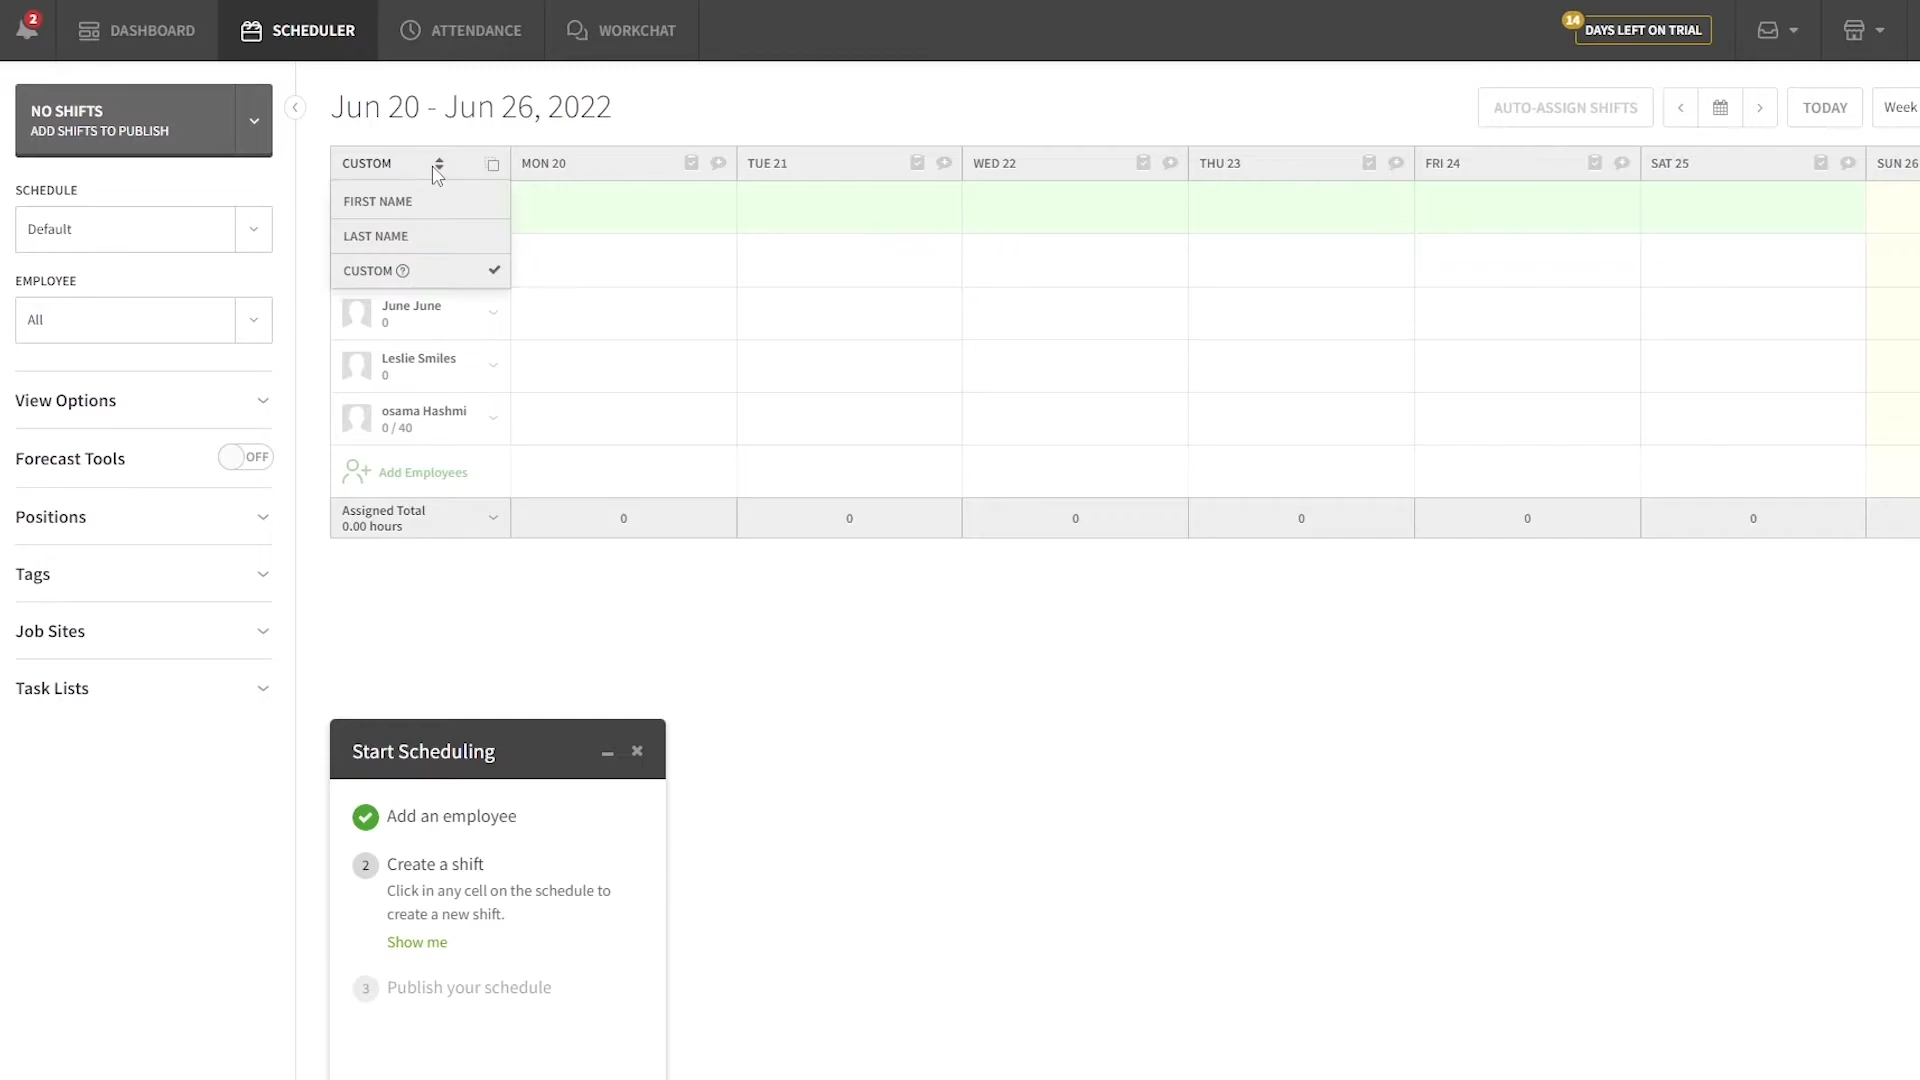 2
DASHBOARD
SCHEDULER
ATTENDANCE
WORKCHAT
14
DAYS LEFT ON TRIAL
NO SHIFTS
ADD SHIFTS TO PUBLISH
SCHEDULE
Default
EMPLOYEE
All
View Options
Forecast Tools
OFF
Positions
Tags
Job Sites
Task Lists
Jun 20 - Jun 26, 2022
AUTO-ASSIGN SHIFTS
TODAY
Week
CUSTOM
MON 20
TUE 21
WED 22
THU 23
FRI 24
SAT 25
SUN 26
FIRST NAME
LAST NAME
CUSTOM ?
June June
0
Leslie Smiles
0
osama Hashmi
0 / 40
Add Employees
Assigned Total
0.00 hours
0
0
0
0
0
0
Start Scheduling
Add an employee
2
Create a shift
Click in any cell on the schedule to
create a new shift.
Show me
3
Publish your schedule